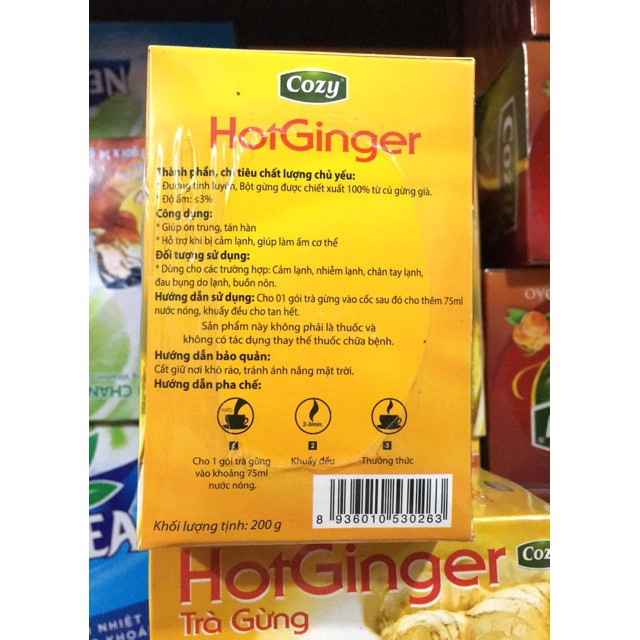 Cozy
HotGinger
Thành phần, chỉ tiêu chất lượng chủ yếu:
* Đường tinh luyện, Bột gừng được chiết xuất 100% từ củ gừng già.
* Độ ẩm: ≤3%
Công dụng:
* Giúp ôn trung, tán hàn
* Hỗ trợ khi bị cảm lạnh, giúp làm ấm cơ thể
Đối tượng sử dụng:
* Dùng cho các trường hợp: Cảm lạnh, nhiễm lạnh, chân tay lạnh,
đau bụng do lạnh, buồn nôn.
Hướng dẫn sử dụng: Cho 01 gói trà gừng vào cốc sau đó cho thêm 75ml
nước nóng, khuấy đều cho tan hết.
Sản phẩm này không phải là thuốc và
không có tác dụng thay thế thuốc chữa bệnh.
Hướng dẫn bảo quản:
Cất giữ nơi khô ráo, tránh ánh nắng mặt trời.
Hướng dẫn pha chế:
2-3min.
2
3
Cho 1 gói trà gừng
vào khoảng 75ml
nước nóng.
Khuấy đều
Thưởng thức
8 936010 530263
Khối lượng tịnh: 200 g
HotGinger
Cozy
Trà Gừng
NE
CHAN
EA
NHIỆT
OYO